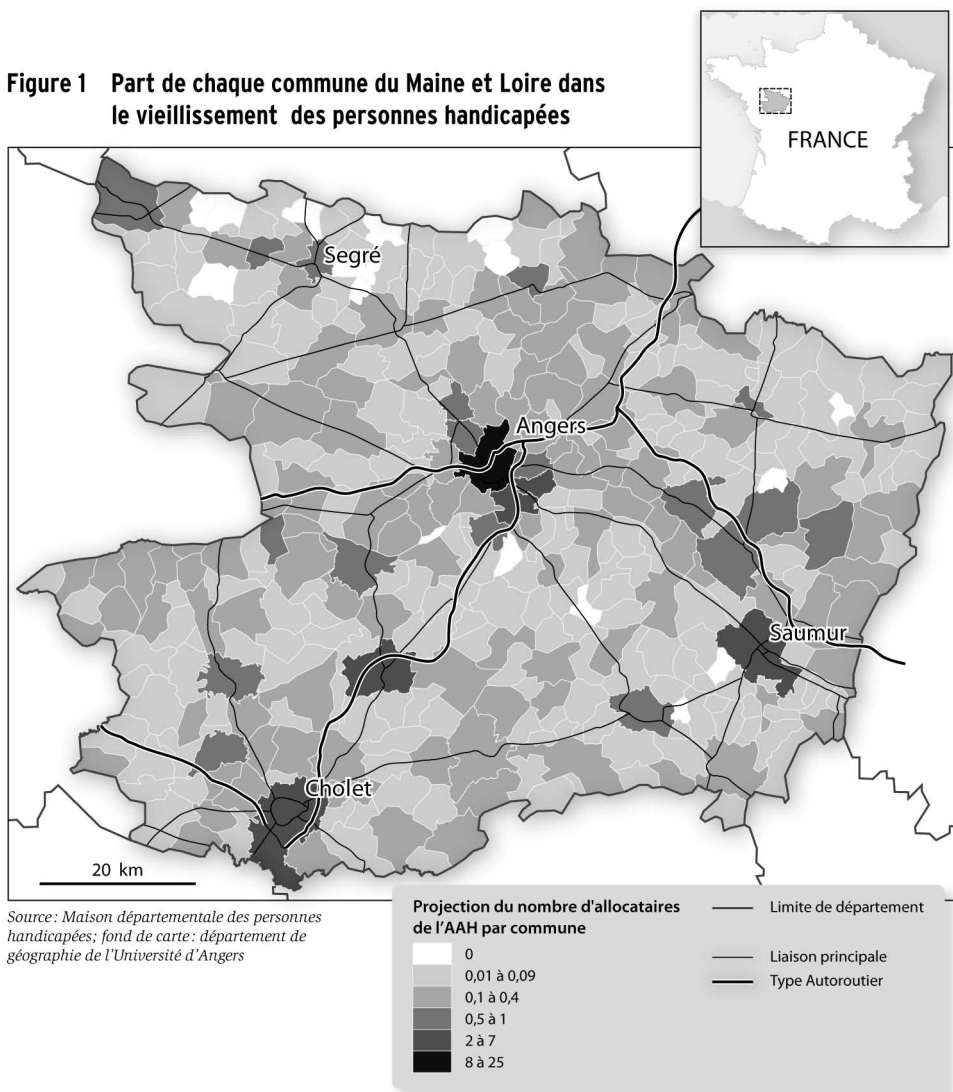 Figure 1 Part de chaque commune du Maine et Loire dans
le vieillissement des personnes handicapées
FRANCE
Segré
Angers
Saumur
Cholet
20 km
Source : Maison départementale des personnes
handicapées; fond de carte : département de
géographie de l'Université d'Angers
Projection du nombre d'allocataires
de l'AAH par commune
0
0,01 à 0,09
0,1 à 0,4
0,5 à 1
2 à 7
8 à 25
Limite de département
Liaison principale
Type Autoroutier